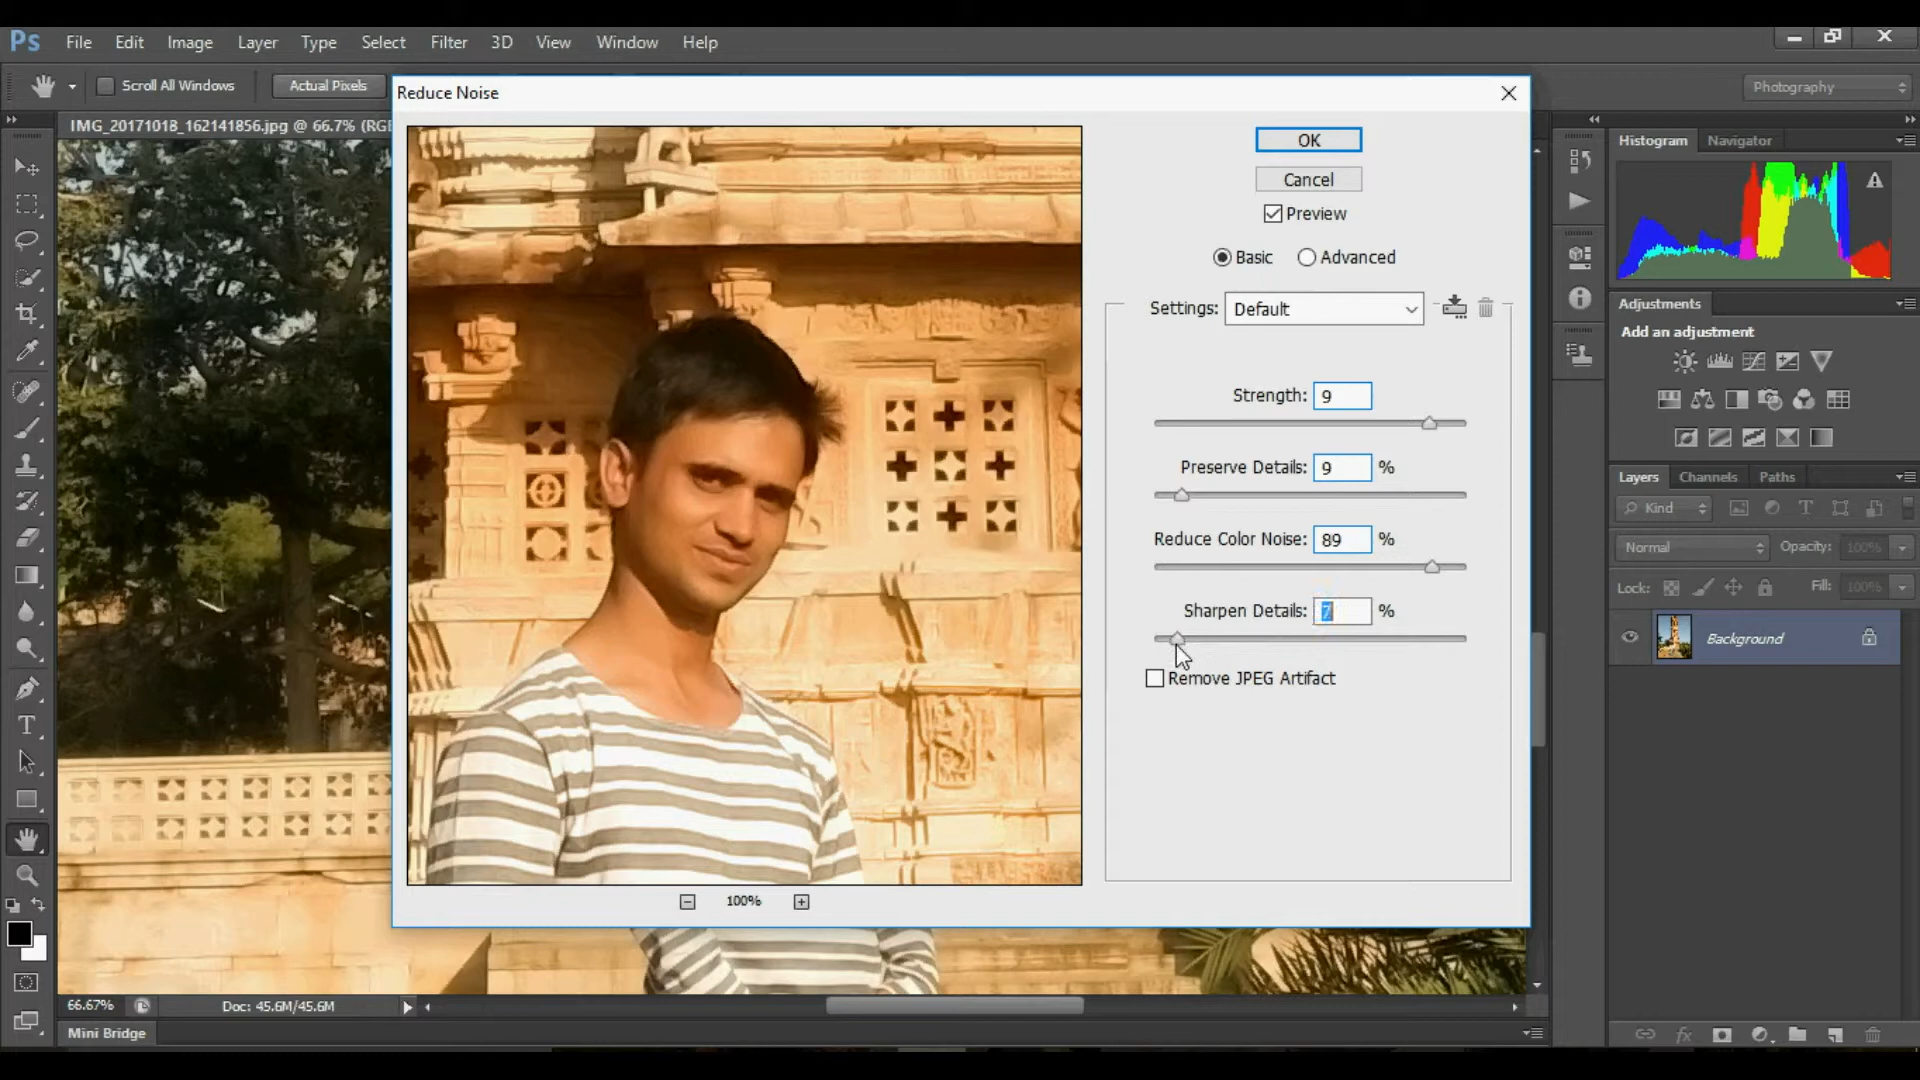 Ps File Edit Image Layer Type Select Filter 3D View Window Help
Scroll All Windows Actual Pixels Photography
Reduce Noise
IMG_20171018_162141856.jpg @ 66.7% (RGB
OK
Cancel
Preview
Basic Advanced
Settings: Default
Strength: 9
Preserve Details: 9 %
Reduce Color Noise: 89 %
Sharpen Details: 7 %
Remove JPEG Artifact
100%
Histogram Navigator
Adjustments
Add an adjustment
Layers Channels Paths
Kind
Normal Opacity: 100%
Lock: Fill: 100%
Background
66.67% Doc: 45.6M/45.6M
Mini Bridge